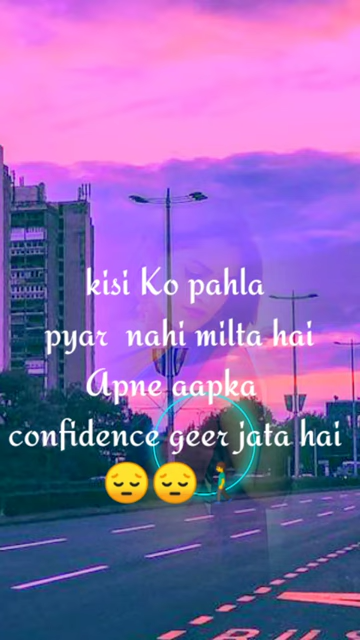 kisi Ko pahla
pyar nahi milta hai
Apne aapka
confidence geer jata hai
😔😔🧍‍♂️